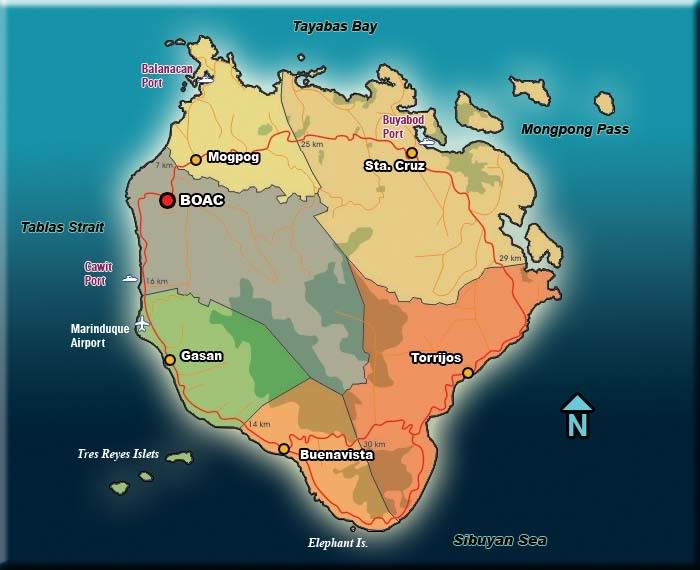 Tayabas Bay
Balanacan
Port
Buyabod
Port
Mongpong Pass
25 km
7 km
Mogpog
Sta. Cruz
BOAC
Tablas Strait
29 km
Cawit
Port
16 km
Marinduque
Airport
Gasan
Torrijos
N
14 km
30 km
Tres Reyes Islets
Buenavista
Elephant Is.
Sibuyan Sea